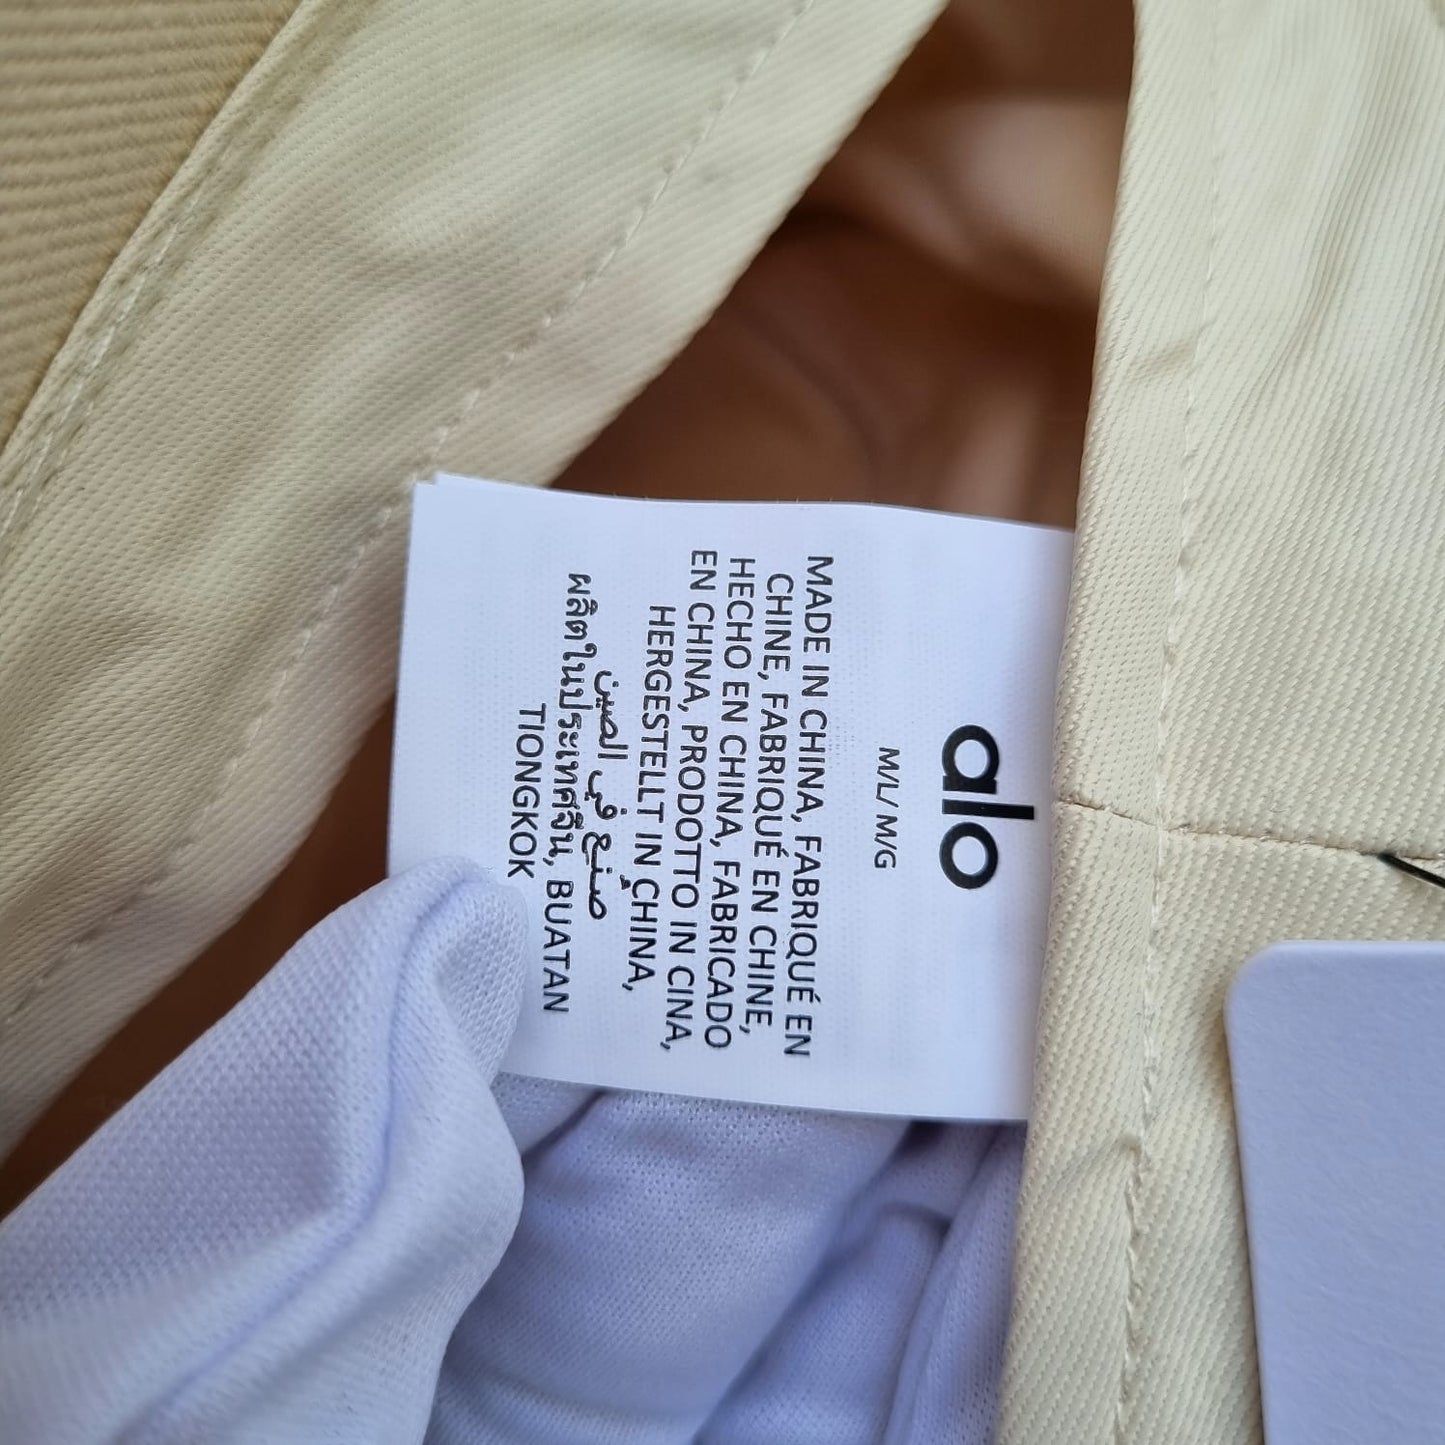 alo
M/L/ M/G
MADE IN CHINA, FABRIQUÉ EN
CHINE, FABRIQUÉ EN CHINE,
HECHO EN CHINA, FABRICADO
EN CHINA, PRODOTTO IN CINA,
HERGESTELLT IN CHINA,
صنع في الصين
ผลิตในประเทศจีน, BUATAN
TIONGKOK